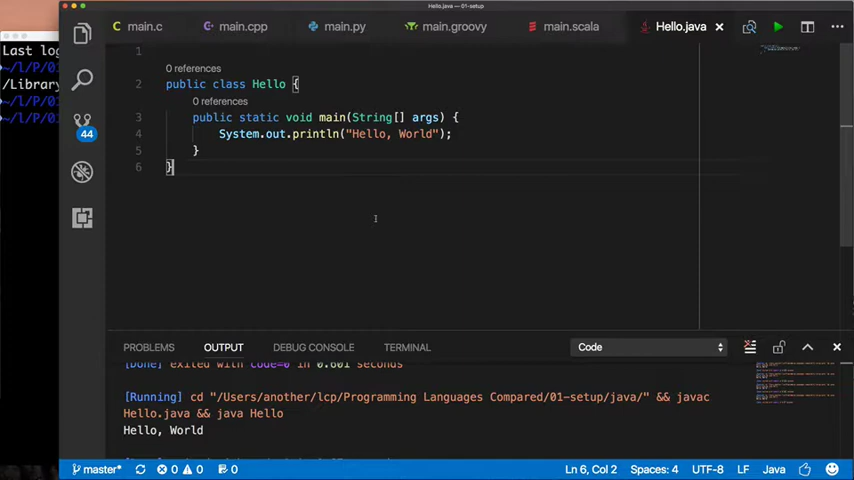 Hello.java — 01-setup
main.c main.cpp main.py main.groovy main.scala Hello.java
Last log
~/l/P/01
/Library
~/l/P/01
~/l/P/01
44
1
0 references
2 public class Hello {
0 references
3 public static void main(String[] args) {
4 System.out.println("Hello, World");
5 }
6 }
PROBLEMS OUTPUT DEBUG CONSOLE TERMINAL Code
[Done] exited with code=0 in 0.601 seconds
[Running] cd "/Users/another/lcp/Programming Languages Compared/01-setup/java/" && javac
Hello.java && java Hello
Hello, World
master* 0 0 0 Ln 6, Col 2 Spaces: 4 UTF-8 LF Java